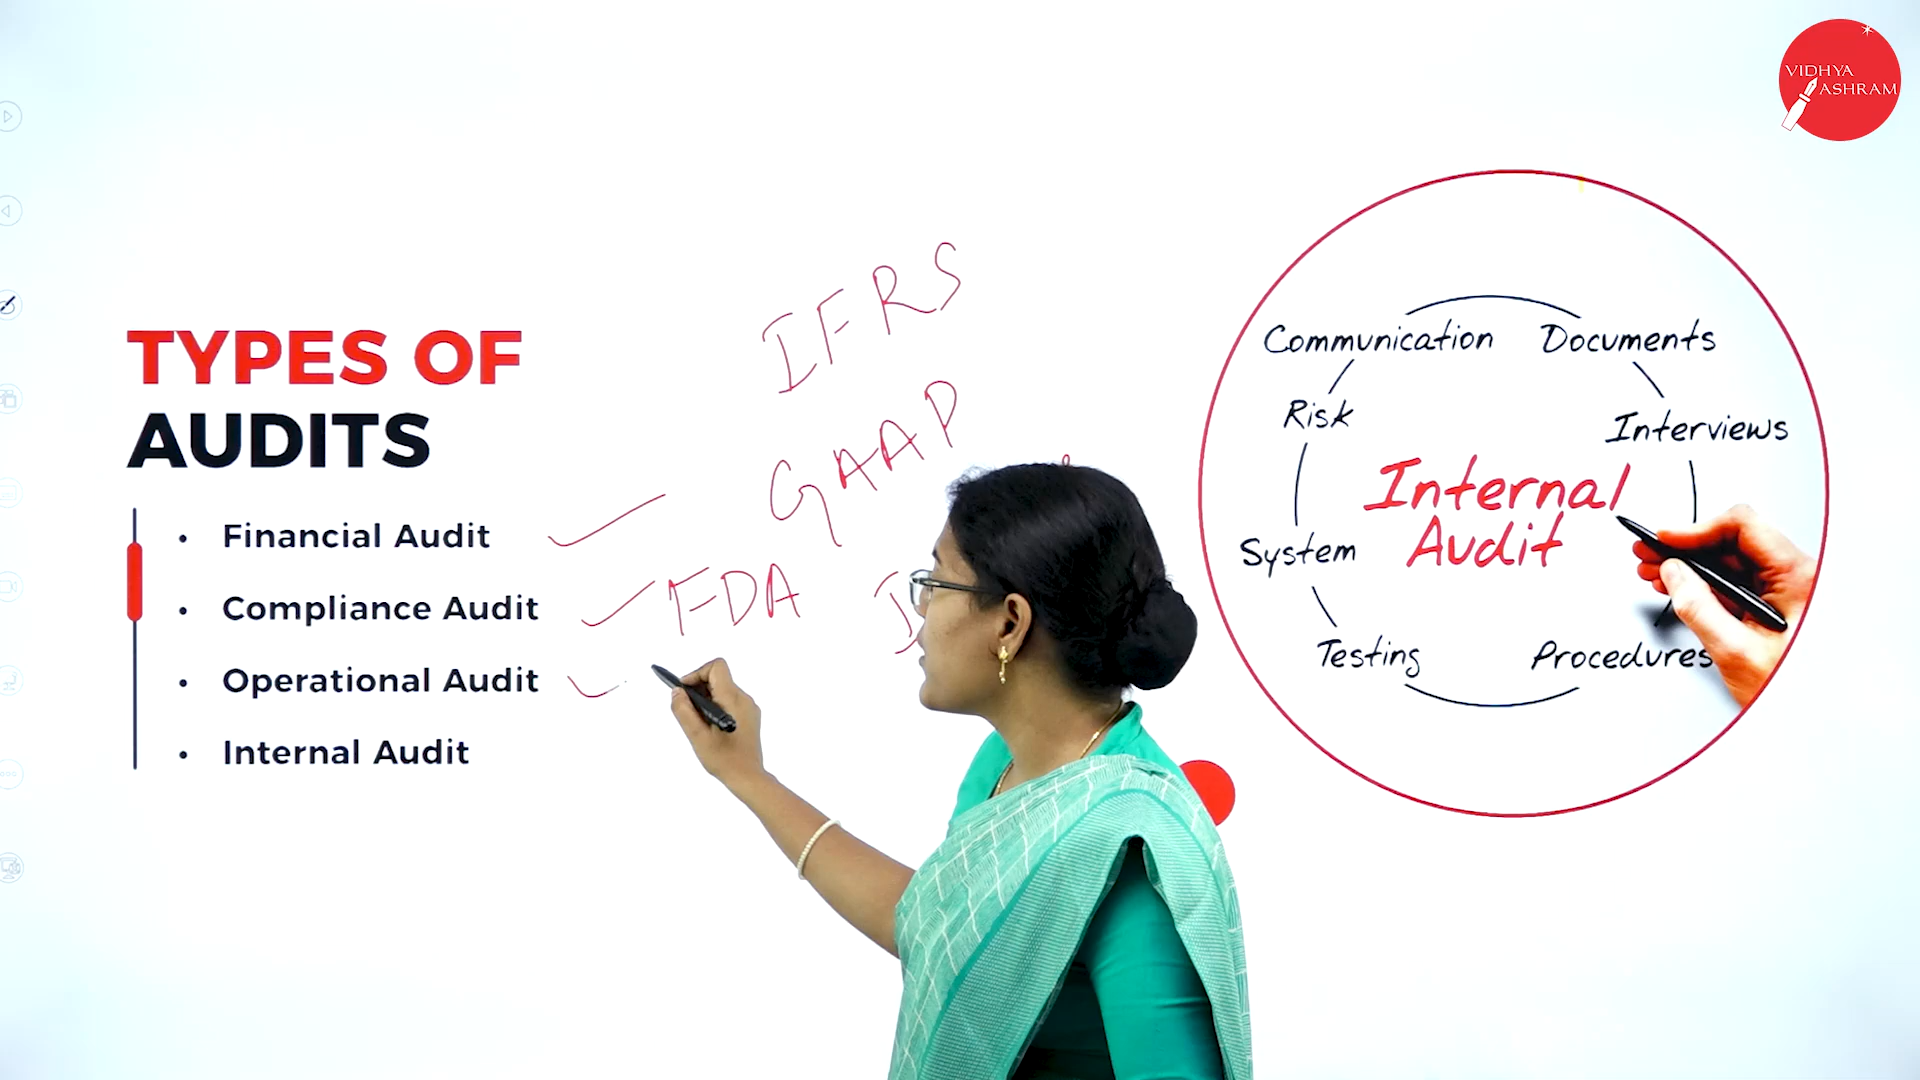 VIDHYA
ASHRAM
TYPES OF
AUDITS
• Financial Audit
• Compliance Audit
• Operational Audit
• Internal Audit
IFRS
GAAP
FDA
Communication
Documents
Risk
Interviews
Internal
Audit
System
Testing
Procedures